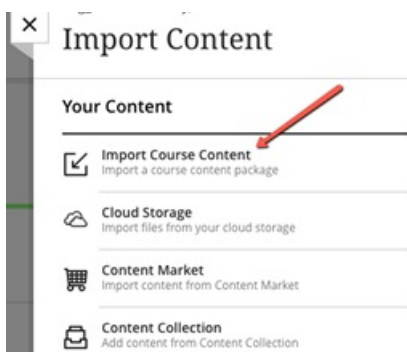 Import Content
Your Content
Import Course Content
Import a course content package
Cloud Storage
Import files from your cloud storage
Content Market
Import content from Content Market
Content Collection
Add content from Content Collection